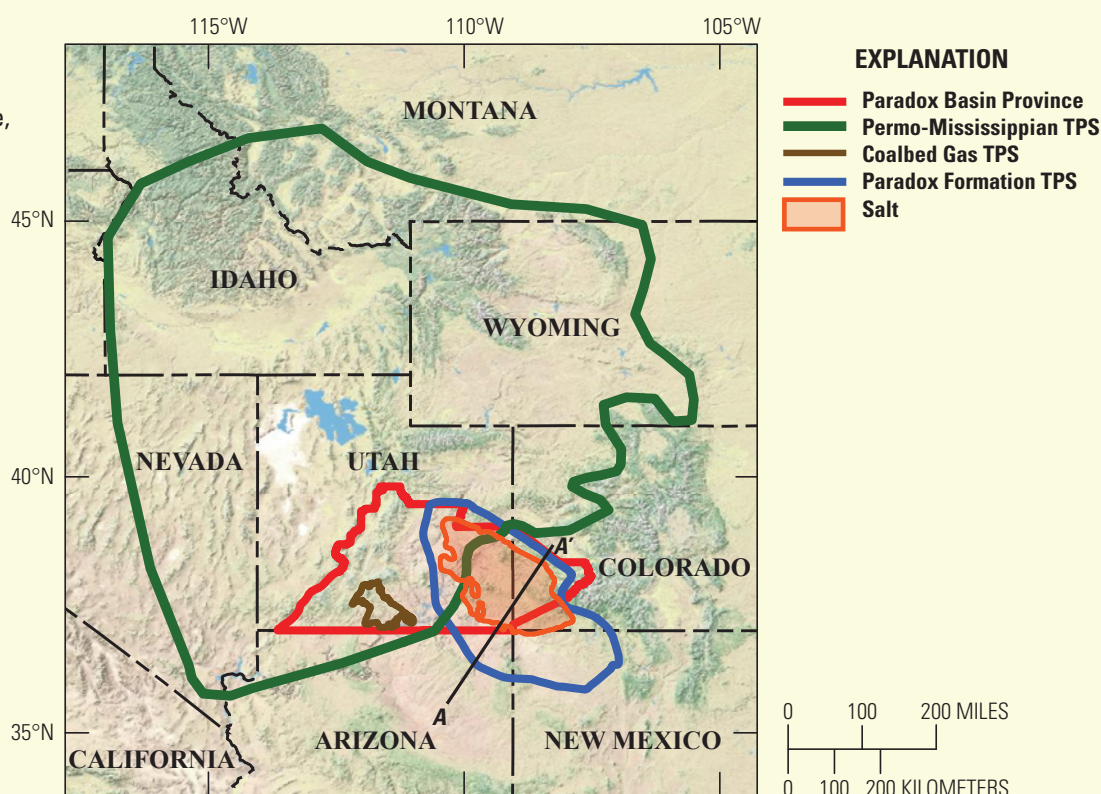 115°W 110°W 105°W
EXPLANATION
Paradox Basin Province
Permo-Mississippian TPS
Coalbed Gas TPS
Paradox Formation TPS
Salt
e,
MONTANA
45°N
IDAHO
WYOMING
NEVADA
UTAH
40°N
A′
COLORADO
A
35°N
ARIZONA
NEW MEXICO
CALIFORNIA
0 100 200 MILES
0 100 200 KILOMETERS